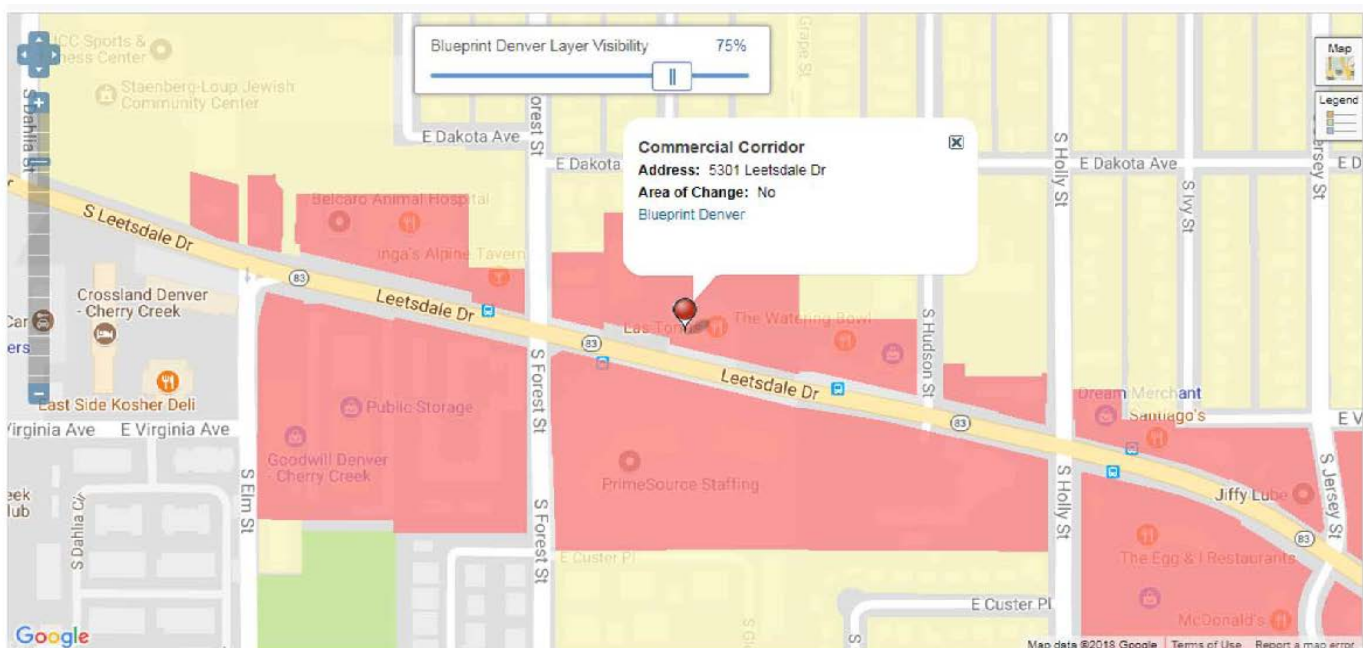 JCC Sports &
ness Center
Staenberg-Loup Jewish
Community Center
S Dahlia St
Blueprint Denver Layer Visibility 75%
Grape St
Map
Legend
orest St
E Dakota Ave
E Dakota
Commercial Corridor
Address: 5301 Leetsdale Dr
Area of Change: No
Blueprint Denver
S Holly St
E Dakota Ave
S Ivy St
ersey St
E D
Belcaro Animal Hospital
Inga's Alpine Tavern
S Leetsdale Dr
83
Leetsdale Dr
Crossland Denver
- Cherry Creek
Car
ers
East Side Kosher Deli
83
Las
The Watering Bowl
S Hudson St
Leetsdale Dr
83
Dream Merchant
Santiago's
E V
Virginia Ave
E Virginia Ave
Public Storage
Goodwill Denver
- Cherry Creek
S Forest St
PrimeSource Staffing
S Holly St
S Jersey St
Jiffy Lube
83
eek
lub
S Dahlia Cir
S Elm St
S Forest St
E Custer Pl
The Egg & I Restaurants
E Custer Pl
McDonald's
S
Google
Map data ©2018 Google
Terms of Use
Report a map error